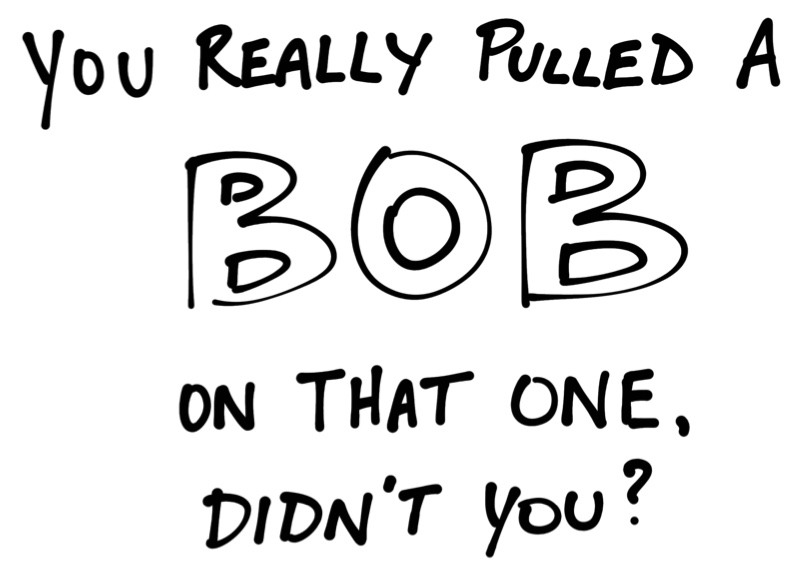 YOU REALLY PULLED A
BOB
ON THAT ONE,
DIDN'T YOU?